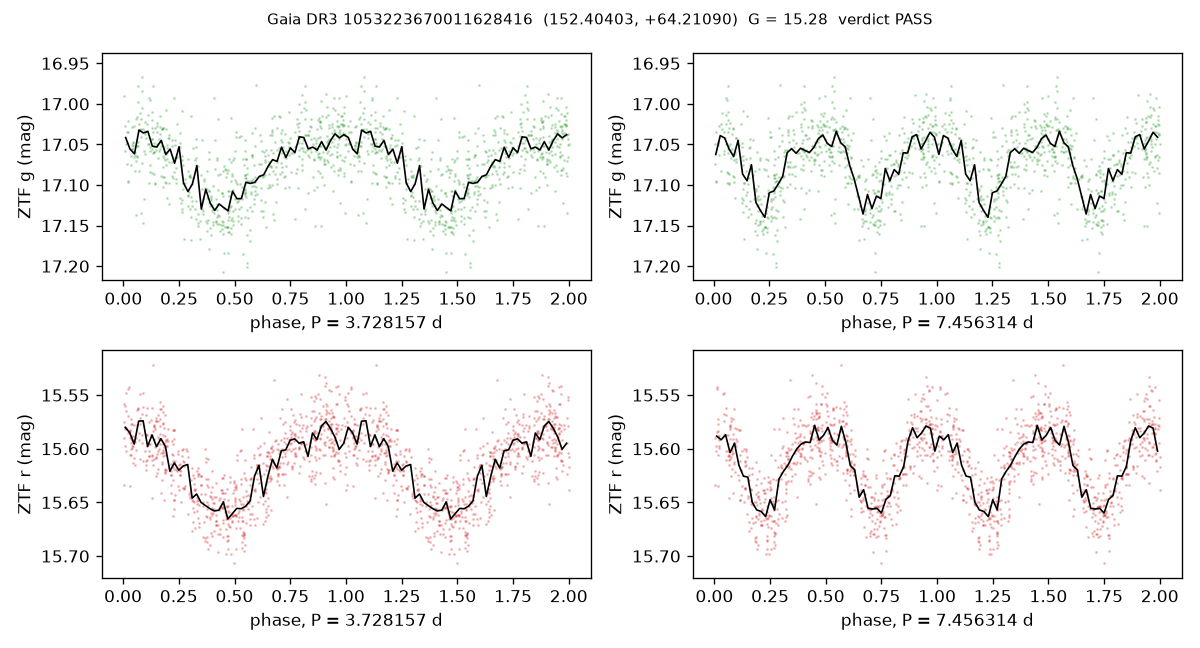 Gaia DR3 1053223670011628416  (152.40403, +64.21090)  G = 15.28  verdict PASS
ZTF g (mag)
16.95
17.00
17.05
17.10
17.15
17.20
0.00 0.25 0.50 0.75 1.00 1.25 1.50 1.75 2.00
phase, P = 3.728157 d
ZTF g (mag)
16.95
17.00
17.05
17.10
17.15
17.20
0.00 0.25 0.50 0.75 1.00 1.25 1.50 1.75 2.00
phase, P = 7.456314 d
ZTF r (mag)
15.55
15.60
15.65
15.70
0.00 0.25 0.50 0.75 1.00 1.25 1.50 1.75 2.00
phase, P = 3.728157 d
ZTF r (mag)
15.55
15.60
15.65
15.70
0.00 0.25 0.50 0.75 1.00 1.25 1.50 1.75 2.00
phase, P = 7.456314 d